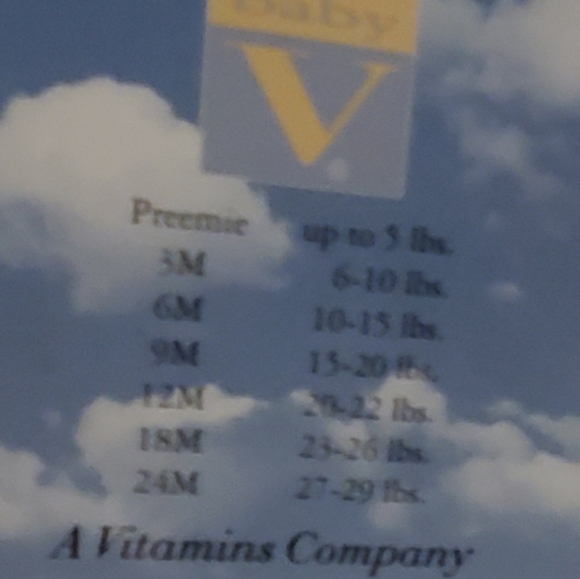 Baby
V.
Preemie up to 5 lbs.
3M 6-10 lbs.
6M 10-15 lbs.
9M 15-20 lbs.
12M 20-22 lbs.
18M 23-26 lbs.
24M 27-29 lbs.
A Vitamins Company